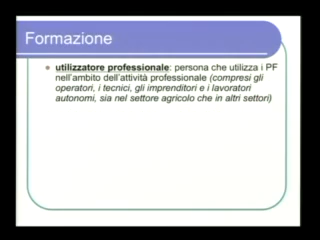 Formazione
utilizzatore professionale: persona che utilizza i PF
nell'ambito dell'attività professionale (compresi gli
operatori, i tecnici, gli imprenditori e i lavoratori
autonomi, sia nel settore agricolo che in altri settori)